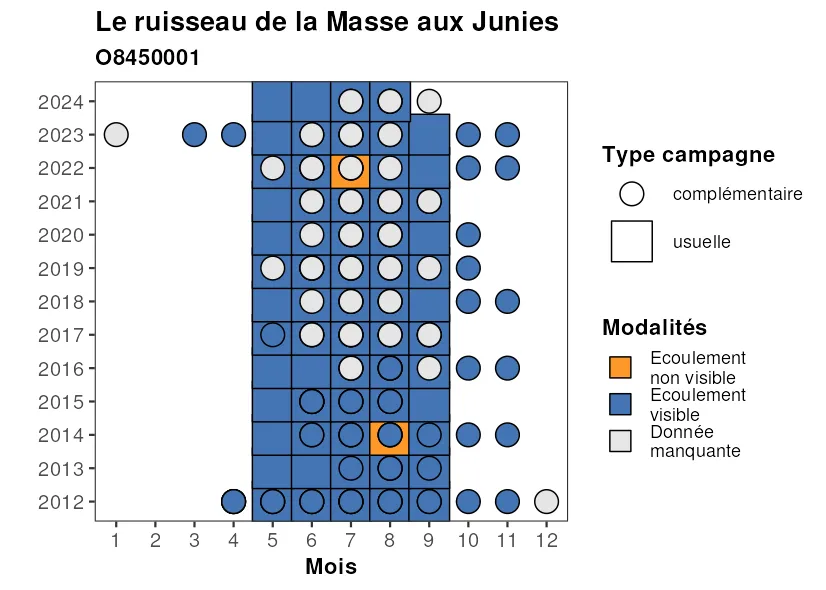 Le ruisseau de la Masse aux Junies
O8450001
2024
2023
2022
2021
2020
2019
2018
2017
2016
2015
2014
2013
2012
1 2 3 4 5 6 7 8 9 10 11 12
Mois
Type campagne
complémentaire
usuelle
Modalités
Ecoulement
non visible
Ecoulement
visible
Donnée
manquante